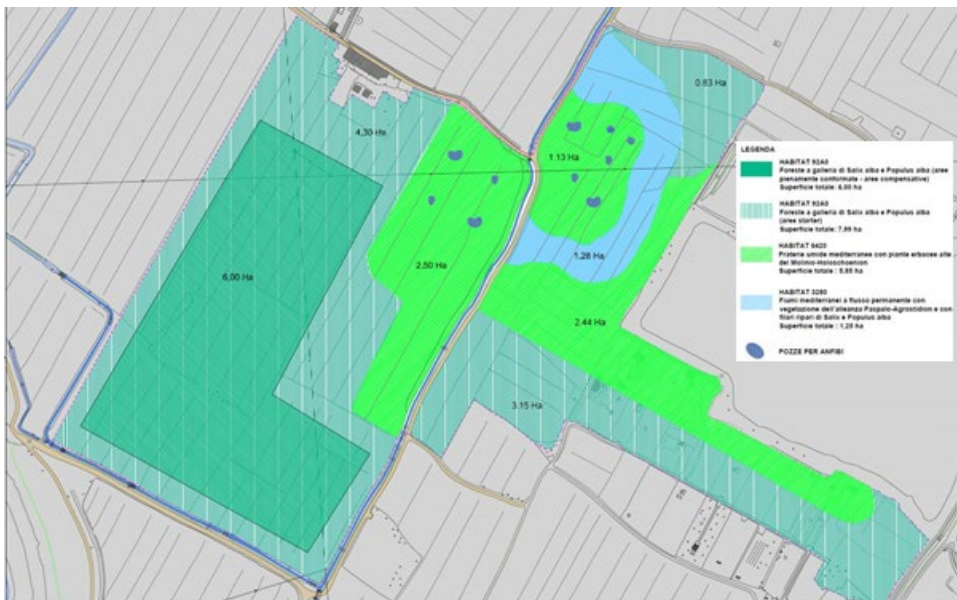 0.83 Ha
4,30 Ha
1.13 Ha
6,00 Ha
2.50 Ha
1,28 Ha
2.44 Ha
3.15 Ha
LEGENDA
HABITAT 92A0
Foreste a galleria di Salix alba e Populus alba (aree
pienamente conformate - aree compensative)
Superficie totale: 6,00 ha
HABITAT 92A0
Foreste a galleria di Salix alba e Populus alba
(aree starter)
Superficie totale: 7,99 ha
HABITAT 6420
Praterie umide mediterranee con piante erbacee alte
del Molinio-Holoschoenion
Superficie totale : 5,85 ha
HABITAT 3280
Fiumi mediterranei a flusso permanente con
vegetazione dell'alleanza Paspalo-Agrostidion e con
filari ripari di Salix e Populus alba
Superficie totale : 1,28 ha
POZZE PER ANFIBI